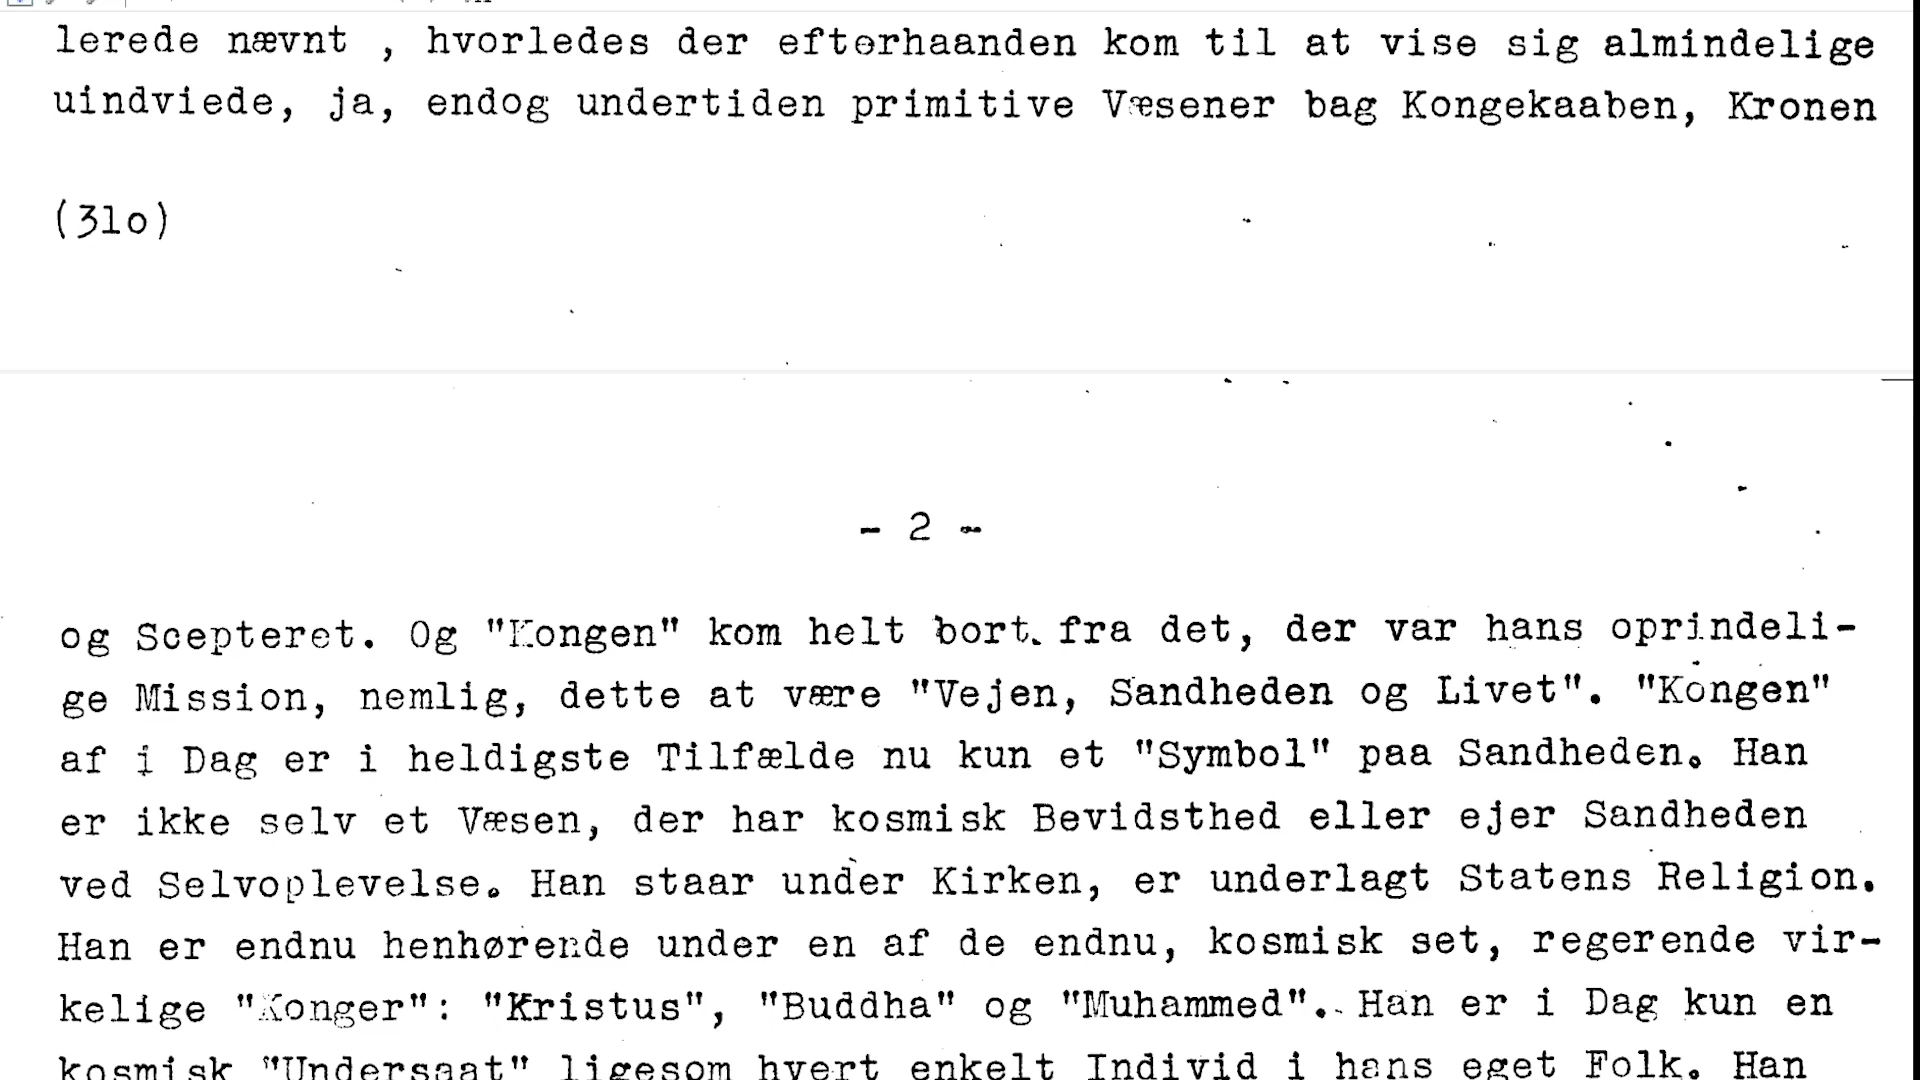 lerede nævnt , hvorledes der efterhaanden kom til at vise sig almindelige
uindviede, ja, endog undertiden primitive Væsener bag Kongekaaben, Kronen
(31o)
- 2 -
og Scepteret. Og "Kongen" kom helt bort. fra det, der var hans oprindeli-
ge Mission, nemlig, dette at være "Vejen, Sandheden og Livet". "Kongen"
af i Dag er i heldigste Tilfælde nu kun et "Symbol" paa Sandheden. Han
er ikke selv et Væsen, der har kosmisk Bevidsthed eller ejer Sandheden
ved Selvoplevelse. Han staar under Kirken, er underlagt Statens Religion.
Han er endnu henhørende under en af de endnu, kosmisk set, regerende vir-
kelige "Konger": "Kristus", "Buddha" og "Muhammed". Han er i Dag kun en
kosmisk "Undersaat" ligesom hvert enkelt Individ i hans eget Folk. Han